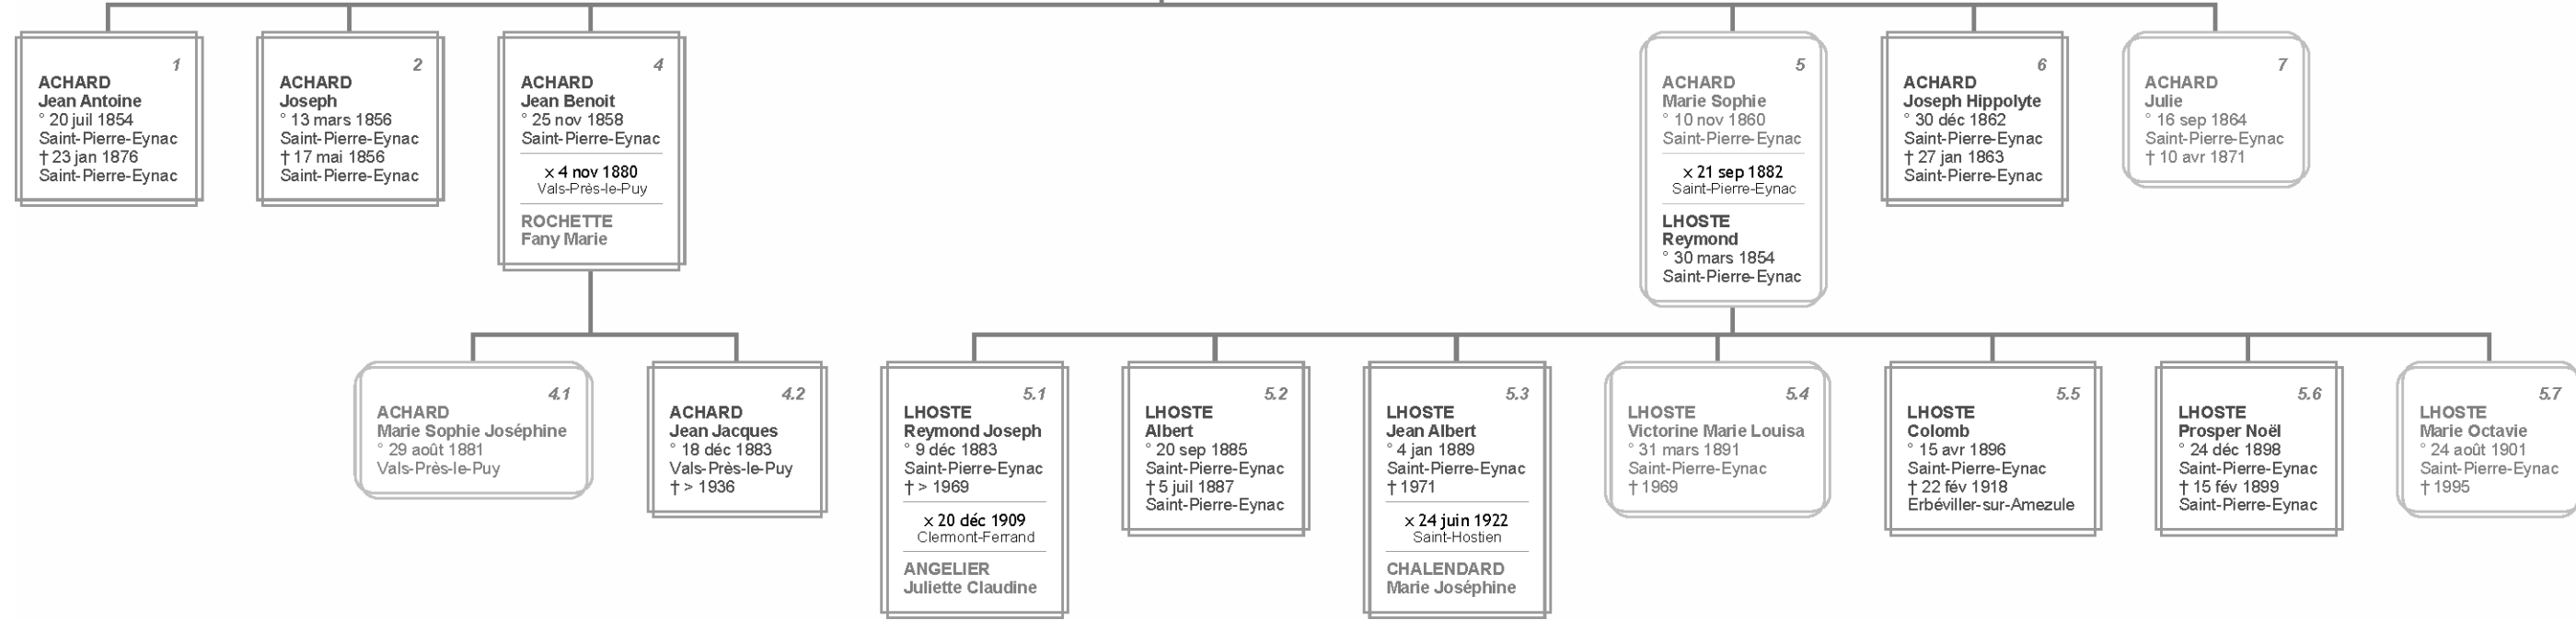 1
ACHARD
Jean Antoine
° 20 juil 1854
Saint-Pierre-Eynac
† 23 jan 1876
Saint-Pierre-Eynac
2
ACHARD
Joseph
° 13 mars 1856
Saint-Pierre-Eynac
† 17 mai 1856
Saint-Pierre-Eynac
4
ACHARD
Jean Benoit
° 25 nov 1858
Saint-Pierre-Eynac
x 4 nov 1880
Vals-Près-le-Puy
ROCHETTE
Fany Marie
5
ACHARD
Marie Sophie
° 10 nov 1860
Saint-Pierre-Eynac
x 21 sep 1882
Saint-Pierre-Eynac
LHOSTE
Reymond
° 30 mars 1854
Saint-Pierre-Eynac
6
ACHARD
Joseph Hippolyte
° 30 déc 1862
Saint-Pierre-Eynac
† 27 jan 1863
Saint-Pierre-Eynac
7
ACHARD
Julie
° 16 sep 1864
Saint-Pierre-Eynac
† 10 avr 1871
4.1
ACHARD
Marie Sophie Joséphine
° 29 août 1881
Vals-Près-le-Puy
4.2
ACHARD
Jean Jacques
° 18 déc 1883
Vals-Près-le-Puy
† > 1936
5.1
LHOSTE
Reymond Joseph
° 9 déc 1883
Saint-Pierre-Eynac
† > 1969
x 20 déc 1909
Clermont-Ferrand
ANGELIER
Juliette Claudine
5.2
LHOSTE
Albert
° 20 sep 1885
Saint-Pierre-Eynac
† 5 juil 1887
Saint-Pierre-Eynac
5.3
LHOSTE
Jean Albert
° 4 jan 1889
Saint-Pierre-Eynac
† 1971
x 24 juin 1922
Saint-Hostien
CHALENDARD
Marie Joséphine
5.4
LHOSTE
Victorine Marie Louisa
° 31 mars 1891
Saint-Pierre-Eynac
† 1969
5.5
LHOSTE
Colomb
° 15 avr 1896
Saint-Pierre-Eynac
† 22 fév 1918
Erbéviller-sur-Amezule
5.6
LHOSTE
Prosper Noël
° 24 déc 1898
Saint-Pierre-Eynac
† 15 fév 1899
Saint-Pierre-Eynac
5.7
LHOSTE
Marie Octavie
° 24 août 1901
Saint-Pierre-Eynac
† 1995